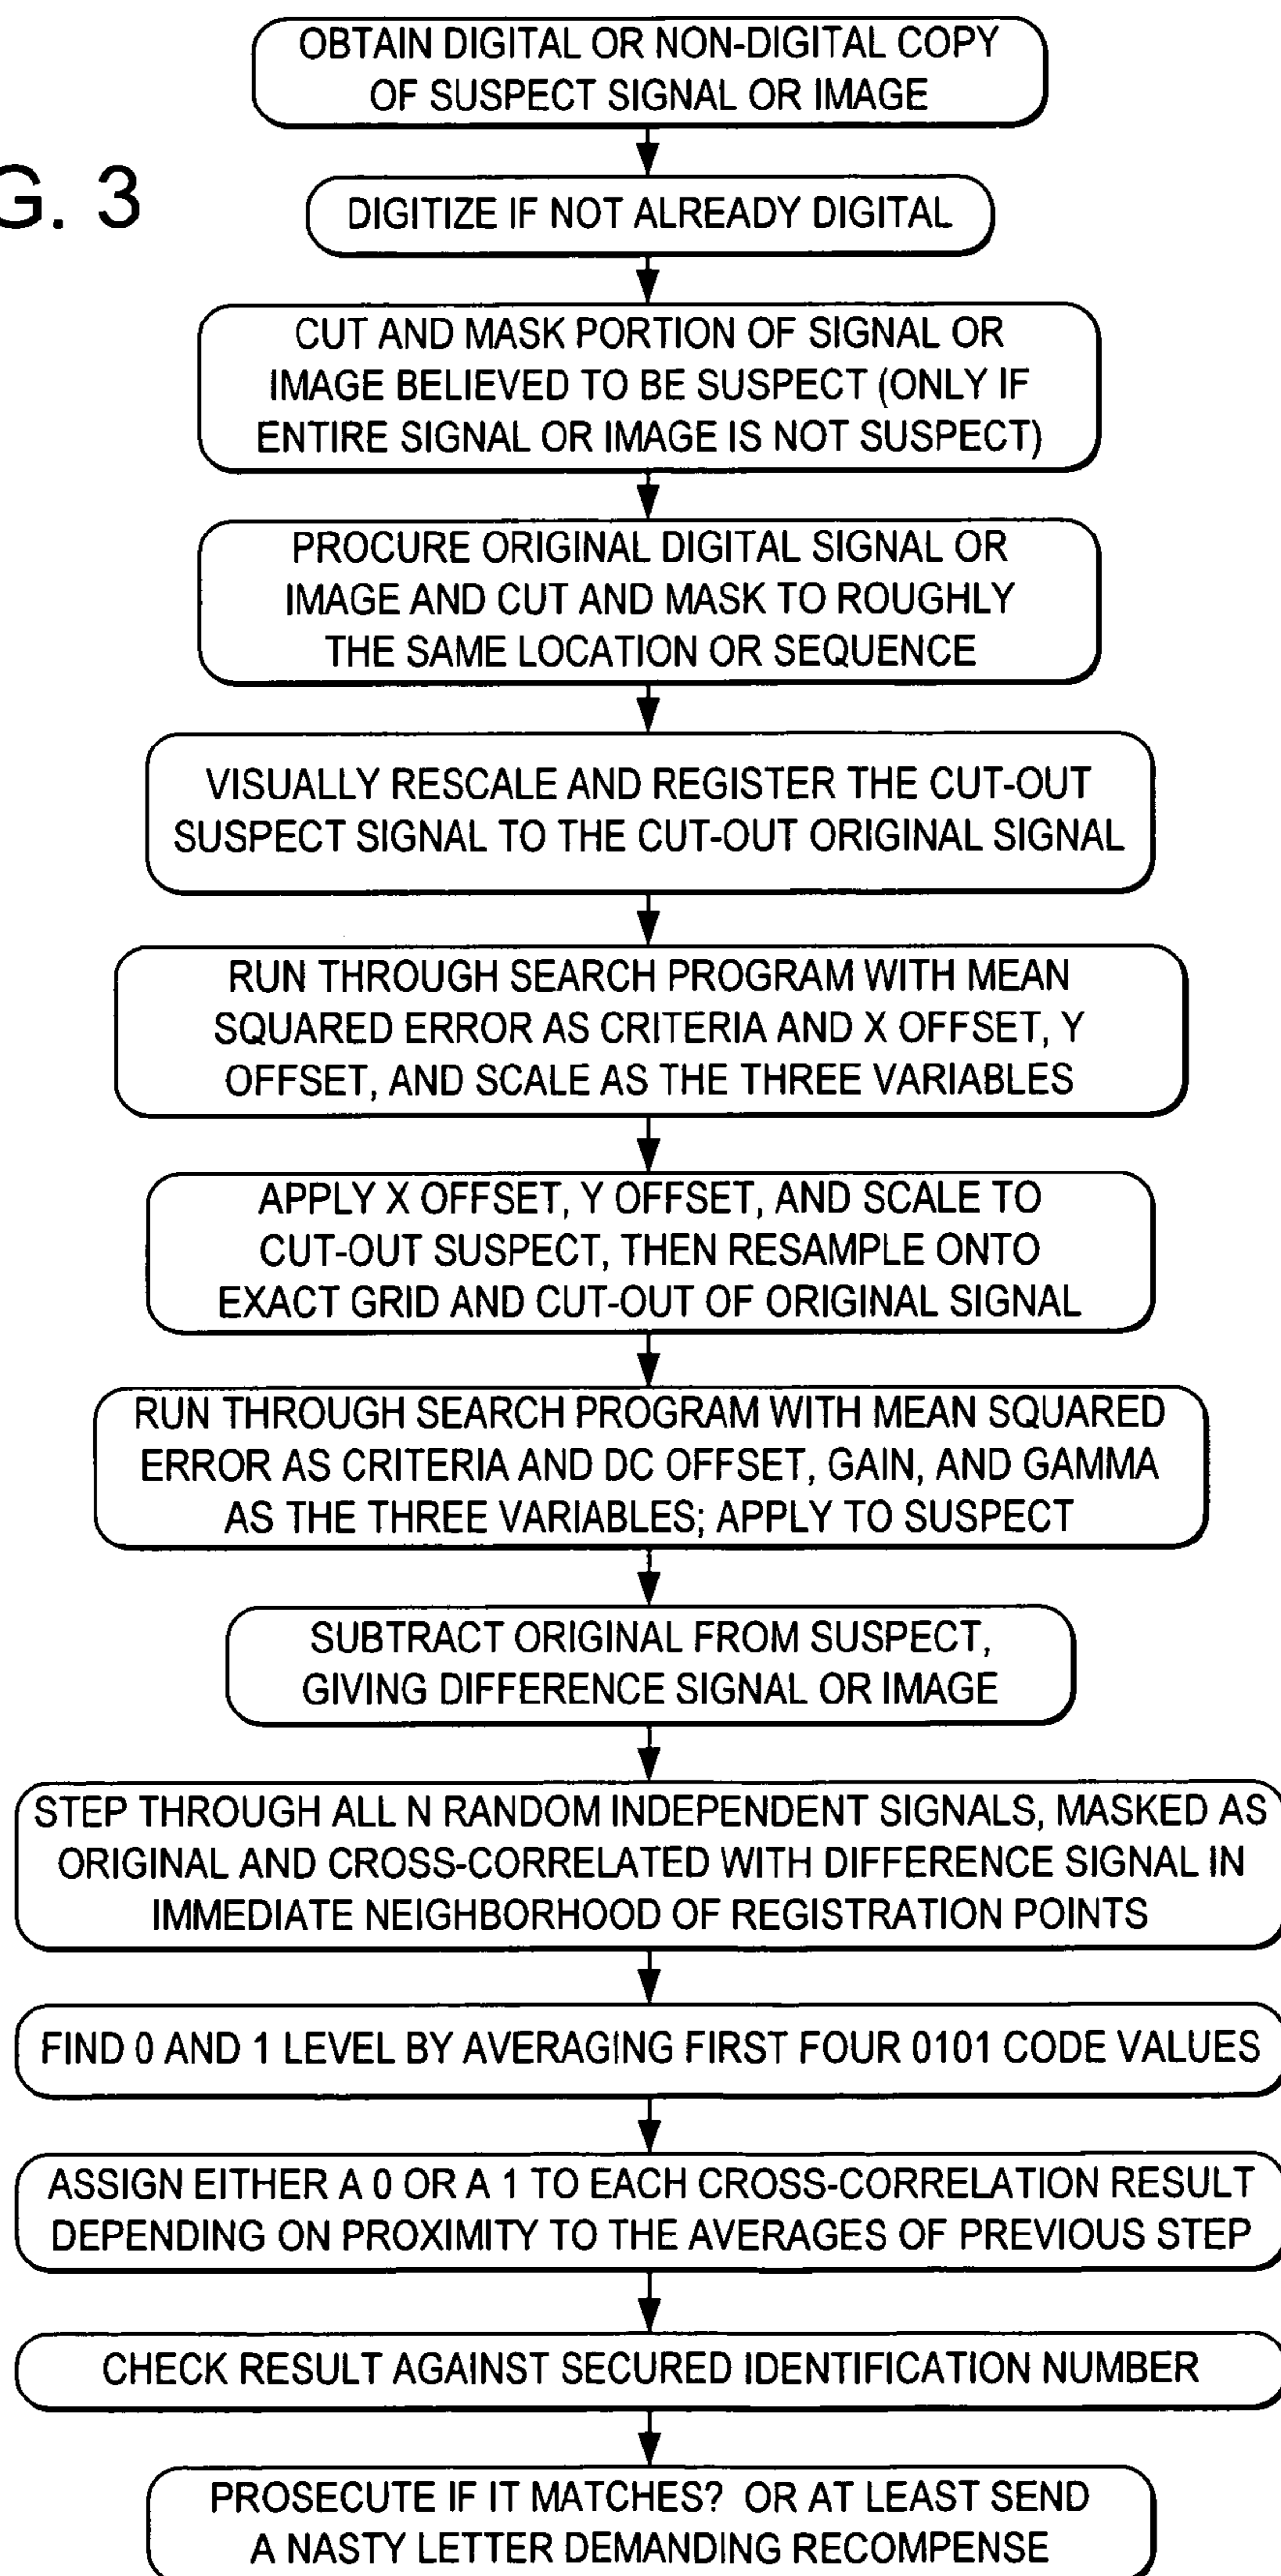 OBTAIN DIGITAL OR NON-DIGITAL COPY
OF SUSPECT SIGNAL OR IMAGE
G. 3
DIGITIZE IF NOT ALREADY DIGITAL
CUT AND MASK PORTION OF SIGNAL OR
IMAGE BELIEVED TO BE SUSPECT (ONLY IF
ENTIRE SIGNAL OR IMAGE IS NOT SUSPECT)
PROCURE ORIGINAL DIGITAL SIGNAL OR
IMAGE AND CUT AND MASK TO ROUGHLY
THE SAME LOCATION OR SEQUENCE
VISUALLY RESCALE AND REGISTER THE CUT-OUT
SUSPECT SIGNAL TO THE CUT-OUT ORIGINAL SIGNAL
RUN THROUGH SEARCH PROGRAM WITH MEAN
SQUARED ERROR AS CRITERIA AND X OFFSET, Y
OFFSET, AND SCALE AS THE THREE VARIABLES
APPLY X OFFSET, Y OFFSET, AND SCALE TO
CUT-OUT SUSPECT, THEN RESAMPLE ONTO
EXACT GRID AND CUT-OUT OF ORIGINAL SIGNAL
RUN THROUGH SEARCH PROGRAM WITH MEAN SQUARED
ERROR AS CRITERIA AND DC OFFSET, GAIN, AND GAMMA
AS THE THREE VARIABLES; APPLY TO SUSPECT
SUBTRACT ORIGINAL FROM SUSPECT,
GIVING DIFFERENCE SIGNAL OR IMAGE
STEP THROUGH ALL N RANDOM INDEPENDENT SIGNALS, MASKED AS
ORIGINAL AND CROSS-CORRELATED WITH DIFFERENCE SIGNAL IN
IMMEDIATE NEIGHBORHOOD OF REGISTRATION POINTS
FIND 0 AND 1 LEVEL BY AVERAGING FIRST FOUR 0101 CODE VALUES
ASSIGN EITHER A 0 OR A 1 TO EACH CROSS-CORRELATION RESULT
DEPENDING ON PROXIMITY TO THE AVERAGES OF PREVIOUS STEP
CHECK RESULT AGAINST SECURED IDENTIFICATION NUMBER
PROSECUTE IF IT MATCHES? OR AT LEAST SEND
A NASTY LETTER DEMANDING RECOMPENSE